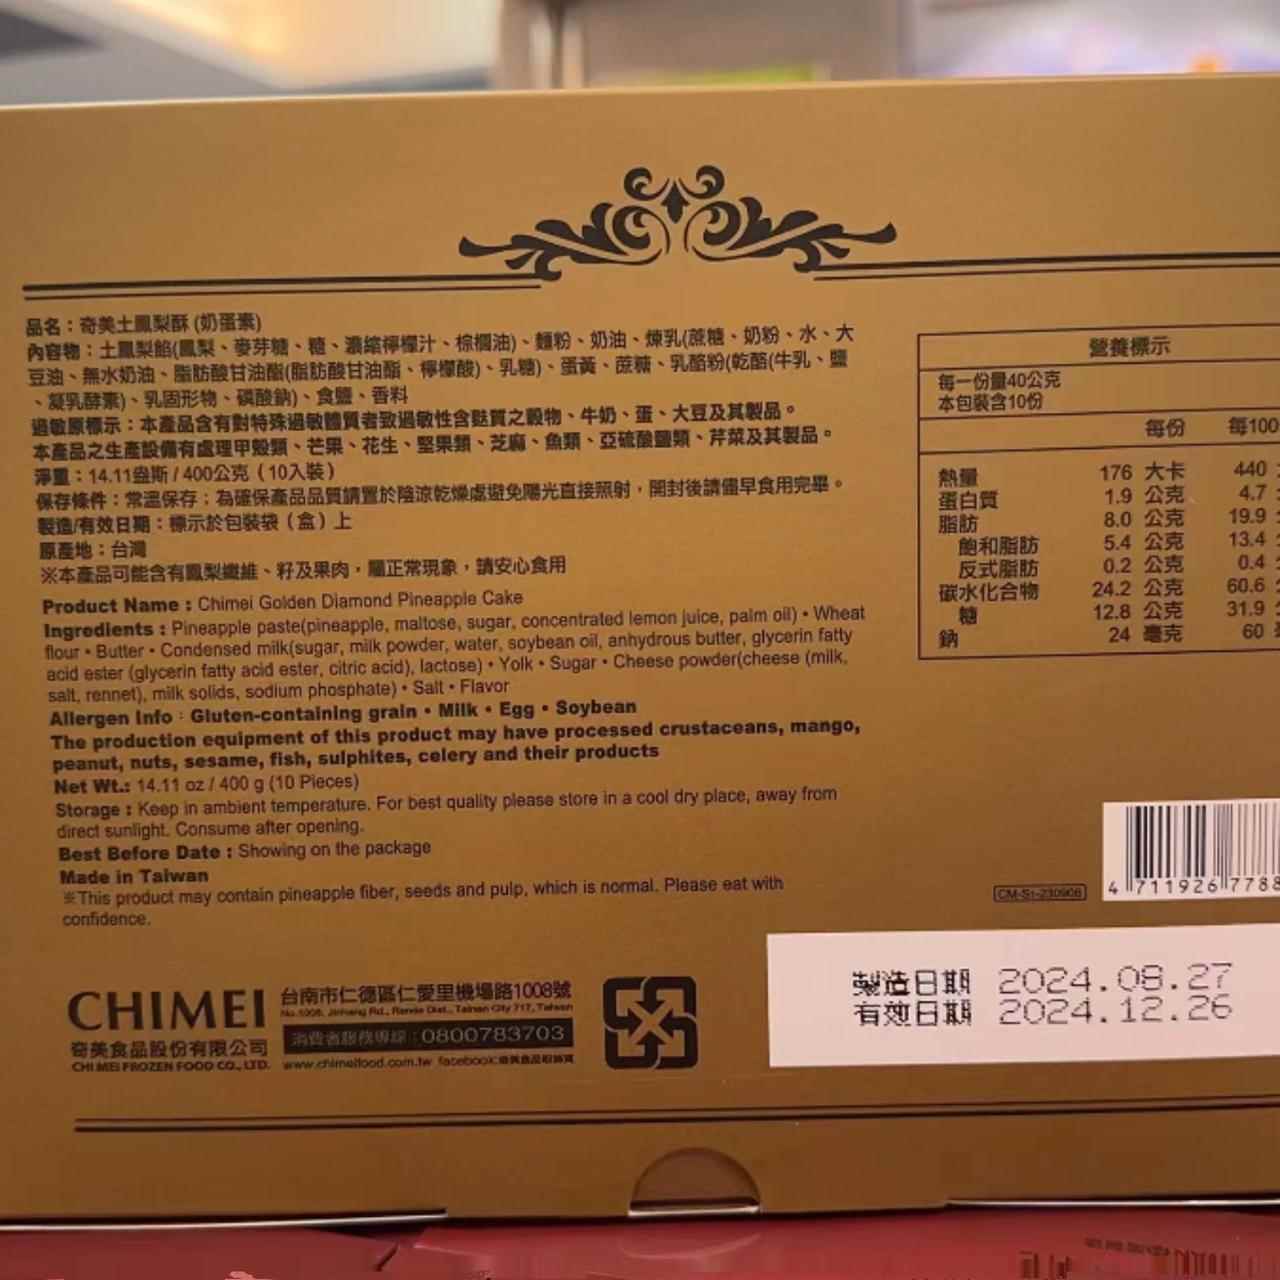 品名：奇美土鳳梨酥 (奶蛋素)
內容物：土鳳梨餡(鳳梨、麥芽糖、糖、濃縮檸檬汁、棕櫚油)、麵粉、奶油、煉乳(蔗糖、奶粉、水、大
豆油、無水奶油、脂肪酸甘油酯(脂肪酸甘油酯、檸檬酸)、乳糖)、蛋黃、蔗糖、乳酪粉(乾酪(牛乳、鹽
、凝乳酵素)、乳固形物、磷酸鈉)、食鹽、香料
過敏原標示：本產品含有對特殊過敏體質者致過敏性含麩質之穀物、牛奶、蛋、大豆及其製品。
本產品之生產設備有處理甲殼類、芒果、花生、堅果類、芝麻、魚類、亞硫酸鹽類、芹菜及其製品。
淨重：14.11盎斯 / 400公克（10入裝）
保存條件：常溫保存；為確保產品品質請置於陰涼乾燥處避免陽光直接照射，開封後請儘早食用完畢。
製造/有效日期：標示於包裝袋（盒）上
原產地：台灣
※本產品可能含有鳳梨纖維、籽及果肉，屬正常現象，請安心食用
Product Name : Chimei Golden Diamond Pineapple Cake
Ingredients : Pineapple paste(pineapple, maltose, sugar, concentrated lemon juice, palm oil) • Wheat
flour • Butter • Condensed milk(sugar, milk powder, water, soybean oil, anhydrous butter, glycerin fatty
acid ester (glycerin fatty acid ester, citric acid), lactose) • Yolk • Sugar • Cheese powder(cheese (milk,
salt, rennet), milk solids, sodium phosphate) • Salt • Flavor
Allergen Info : Gluten-containing grain • Milk • Egg • Soybean
The production equipment of this product may have processed crustaceans, mango,
peanut, nuts, sesame, fish, sulphites, celery and their products
Net Wt.: 14.11 oz / 400 g (10 Pieces)
Storage : Keep in ambient temperature. For best quality please store in a cool dry place, away from
direct sunlight. Consume after opening.
Best Before Date : Showing on the package
Made in Taiwan
※This product may contain pineapple fiber, seeds and pulp, which is normal. Please eat with
confidence.
營養標示
每一份量40公克
本包裝含10份
每份 每100
熱量 176 大卡 440
蛋白質 1.9 公克 4.7
脂肪 8.0 公克 19.9
飽和脂肪 5.4 公克 13.4
反式脂肪 0.2 公克 0.4
碳水化合物 24.2 公克 60.6
糖 12.8 公克 31.9
鈉 24 毫克 60
CM-S1-230906
4 711926 7788
製造日期 2024.08.27
有效日期 2024.12.26
CHIMEI
奇美食品股份有限公司
CHI MEI FROZEN FOOD CO., LTD.
台南市仁德區仁愛里機場路1008號
No.1008, Jichang Rd., Rende Dist., Tainan City 717, Taiwan
消費者服務專線：0800783703
www.chimeifood.com.tw facebook:奇美食品粉絲頁